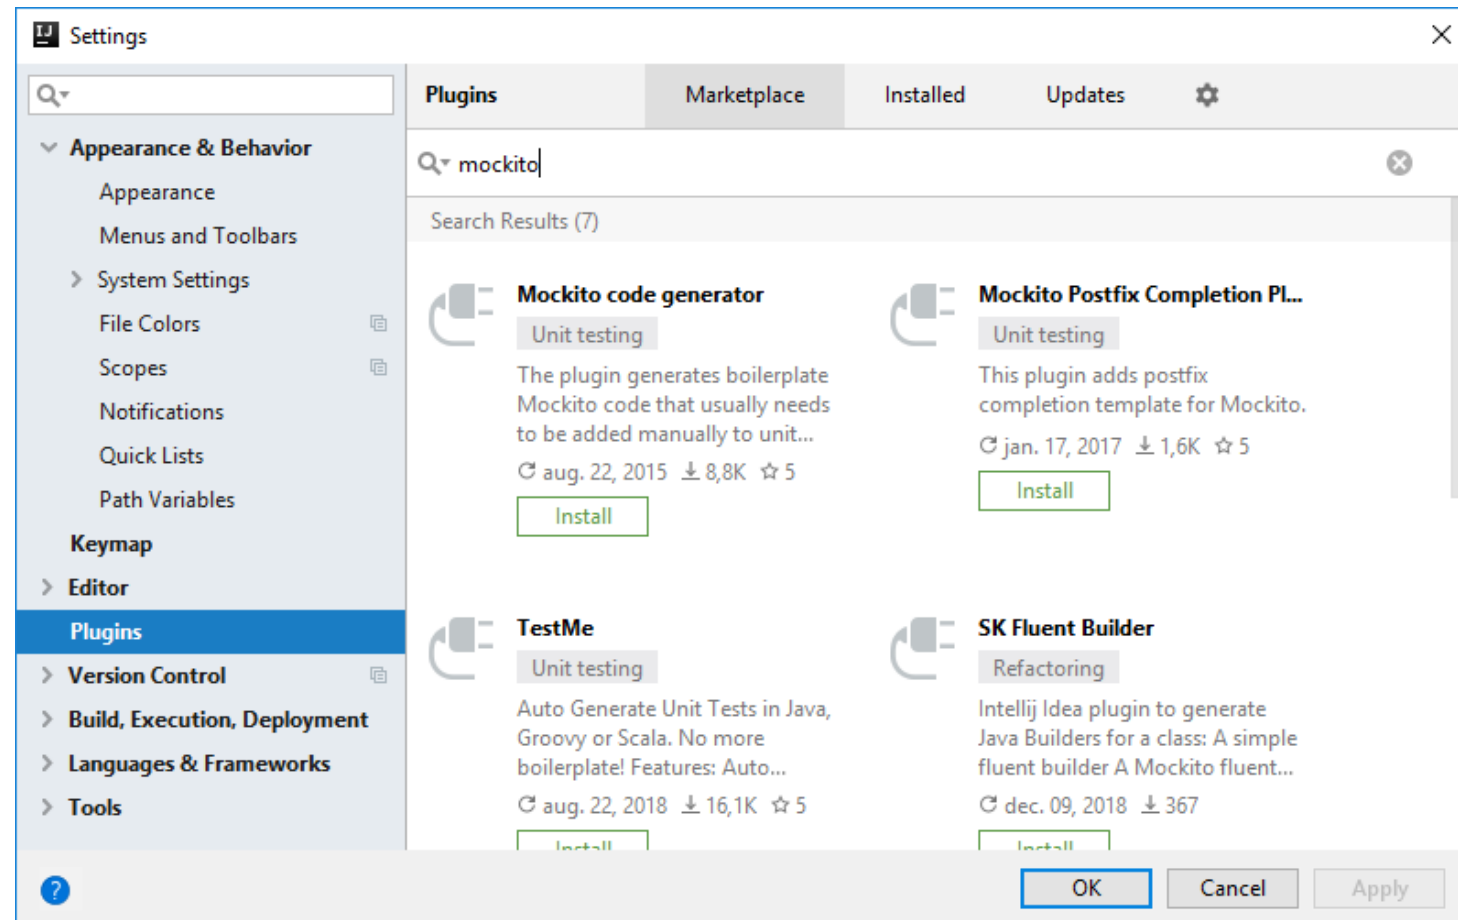 IJ
Settings
Appearance & Behavior
Appearance
Menus and Toolbars
System Settings
File Colors
Scopes
Notifications
Quick Lists
Path Variables
Keymap
Editor
Plugins
Version Control
Build, Execution, Deployment
Languages & Frameworks
Tools
?
Plugins
Marketplace
Installed
Updates
mockito
Search Results (7)
Mockito code generator
Unit testing
The plugin generates boilerplate
Mockito code that usually needs
to be added manually to unit...
aug. 22, 2015 8,8K 5
Install
Mockito Postfix Completion Pl...
Unit testing
This plugin adds postfix
completion template for Mockito.
jan. 17, 2017 1,6K 5
Install
TestMe
Unit testing
Auto Generate Unit Tests in Java,
Groovy or Scala. No more
boilerplate! Features: Auto...
aug. 22, 2018 16,1K 5
Install
SK Fluent Builder
Refactoring
Intellij Idea plugin to generate
Java Builders for a class: A simple
fluent builder A Mockito fluent...
dec. 09, 2018 367
Install
OK
Cancel
Apply